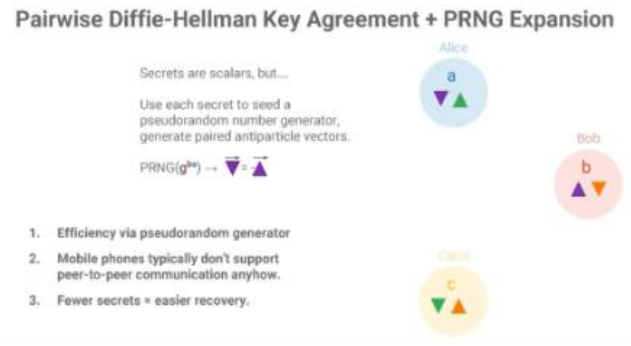 Pairwise Diffie-Hellman Key Agreement + PRNG Expansion
Alice
a
Secrets are scalars, but....
Use each secret to seed a
pseudorandom number generator,
generate paired antiparticle vectors.
Bob
b
PRNG(gᵇᵃ) →
1. Efficiency via pseudorandom generator
2. Mobile phones typically don't support
peer-to-peer communication anyhow.
3. Fewer secrets = easier recovery.
Carol
c